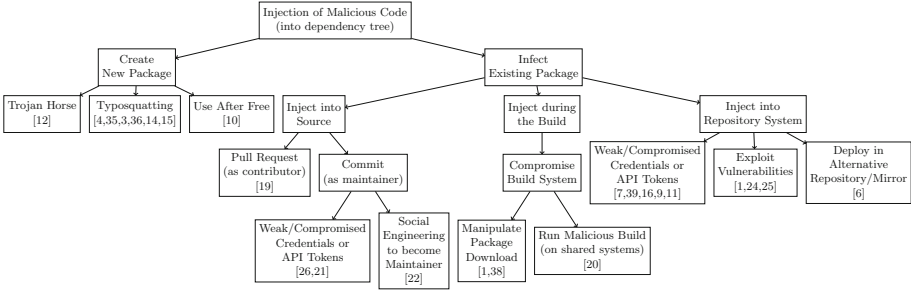 Injection of Malicious Code
(into dependency tree)
Create
New Package
Infect
Existing Package
Trojan Horse
[12]
Typosquatting
[4,35,3,36,14,15]
Use After Free
[10]
Inject into
Source
Inject during
the Build
Inject into
Repository System
Pull Request
(as contributor)
[19]
Commit
(as maintainer)
Compromise
Build System
Weak/Compromised
Credentials or
API Tokens
[7,39,16,9,11]
Exploit
Vulnerabilities
[1,24,25]
Deploy in
Alternative
Repository/Mirror
[6]
Weak/Compromised
Credentials or
API Tokens
[26,21]
Social
Engineering
to become
Maintainer
[22]
Manipulate
Package
Download
[1,38]
Run Malicious Build
(on shared systems)
[20]